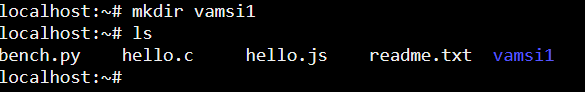 localhost:~# mkdir vamsi1
localhost:~# ls
bench.py    hello.c     hello.js    readme.txt  vamsi1
localhost:~#